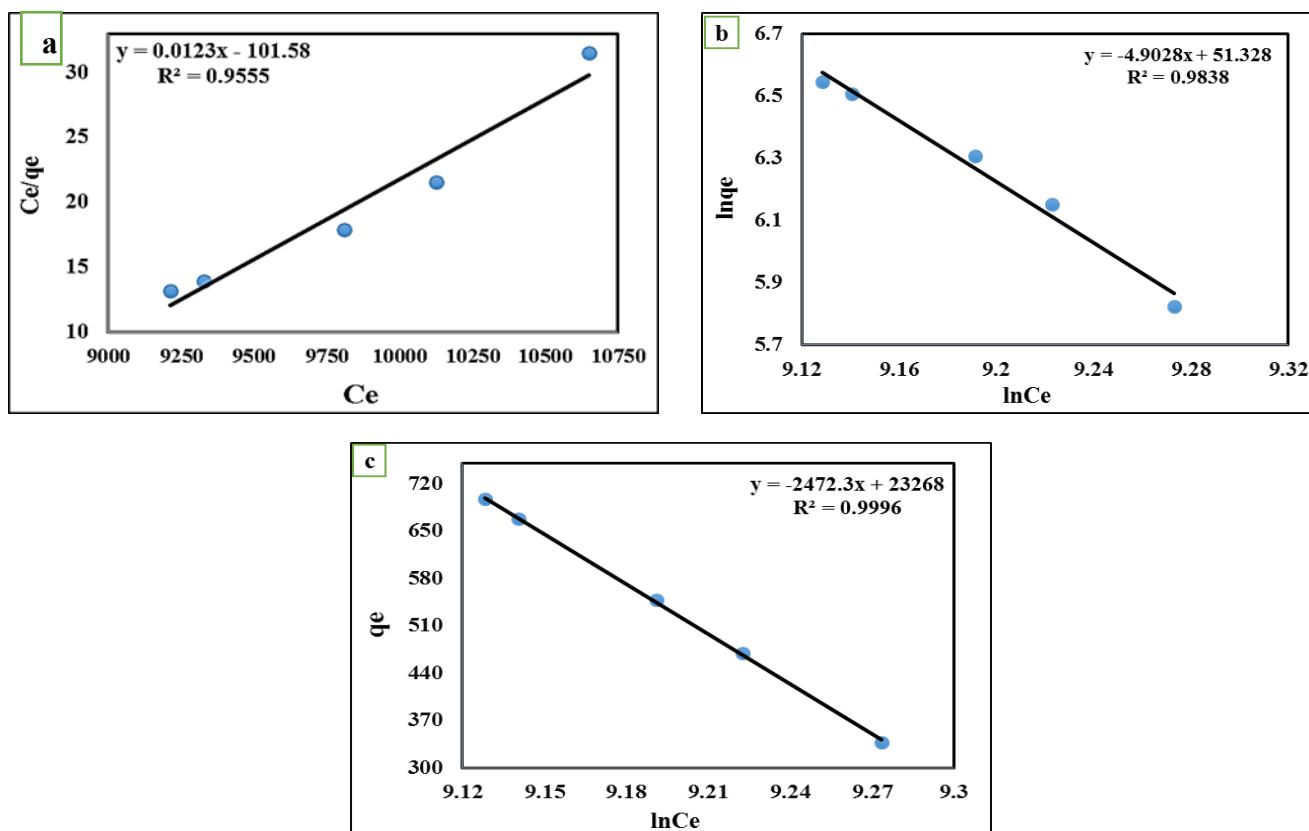 a
y = 0.0123x - 101.58
R² = 0.9555
30
25
20
15
10
Ce/qe
9000 9250 9500 9750 10000 10250 10500 10750
Ce
b
y = -4.9028x + 51.328
R² = 0.9838
6.7
6.5
6.3
6.1
5.9
5.7
lnqe
9.12 9.16 9.2 9.24 9.28 9.32
lnCe
c
y = -2472.3x + 23268
R² = 0.9996
720
650
580
510
440
370
300
qe
9.12 9.15 9.18 9.21 9.24 9.27 9.3
lnCe